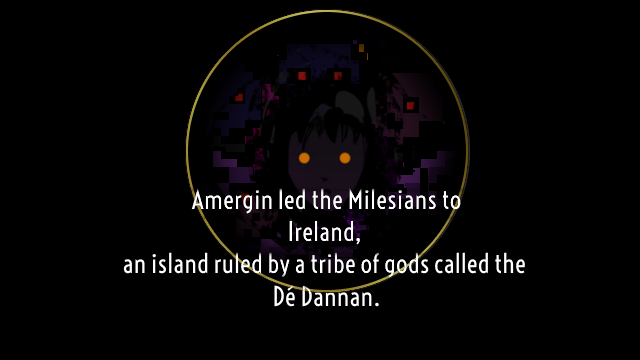 Amergin led the Milesians to
Ireland,
an island ruled by a tribe of gods called the
Dé Dannan.